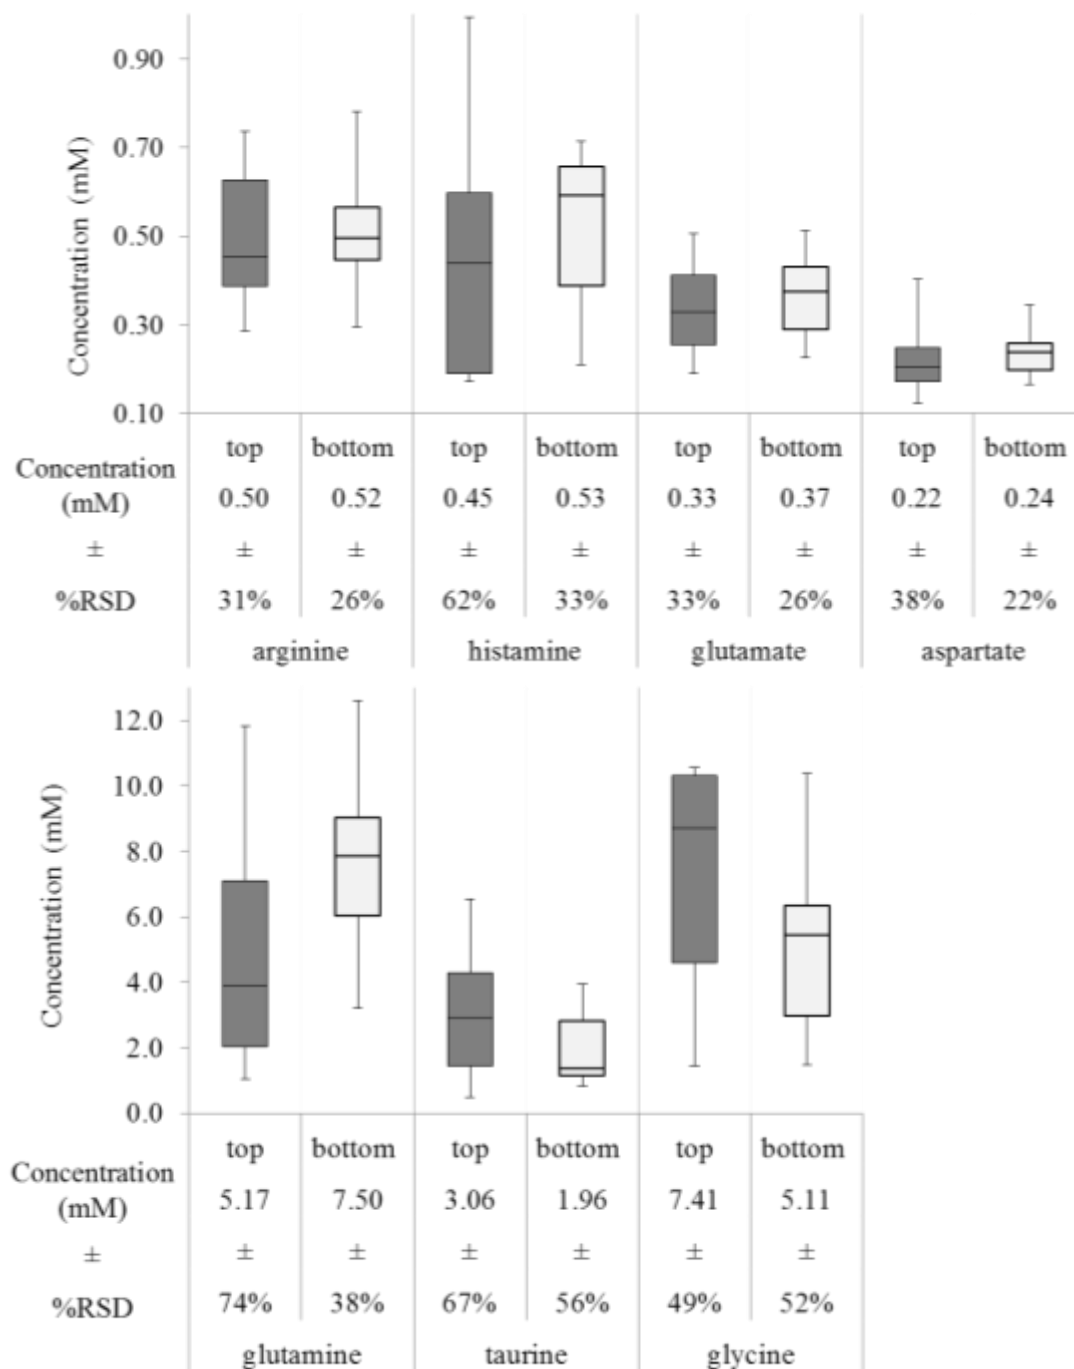 0.90
0.70
0.50
0.30
0.10
Concentration (mM)
top bottom top bottom top bottom top bottom
Concentration
(mM)
0.50 0.52 0.45 0.53 0.33 0.37 0.22 0.24
± ± ± ± ± ± ± ± ±
%RSD 31% 26% 62% 33% 33% 26% 38% 22%
arginine histamine glutamate aspartate
12.0
10.0
8.0
6.0
4.0
2.0
0.0
Concentration (mM)
top bottom top bottom top bottom
Concentration
(mM)
5.17 7.50 3.06 1.96 7.41 5.11
± ± ± ± ± ± ±
%RSD 74% 38% 67% 56% 49% 52%
glutamine taurine glycine